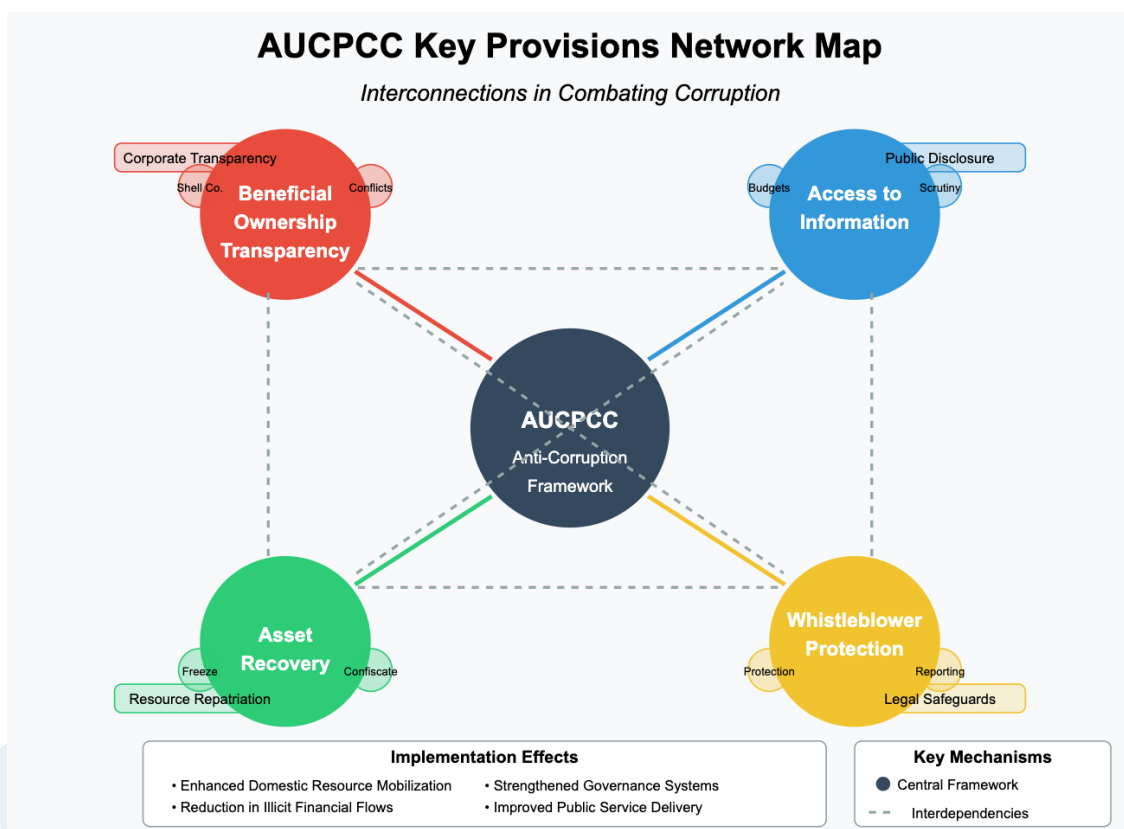 AUCPCC Key Provisions Network Map
Interconnections in Combating Corruption
Corporate Transparency
Shell Co.
Conflicts
Beneficial
Ownership
Transparency
Public Disclosure
Budgets
Scrutiny
Access to
Information
AUCPCC
Anti-Corruption
Framework
Asset
Recovery
Freeze
Confiscate
Resource Repatriation
Whistleblower
Protection
Protection
Reporting
Legal Safeguards
Implementation Effects
• Enhanced Domestic Resource Mobilization
• Strengthened Governance Systems
• Reduction in Illicit Financial Flows
• Improved Public Service Delivery
Key Mechanisms
Central Framework
Interdependencies